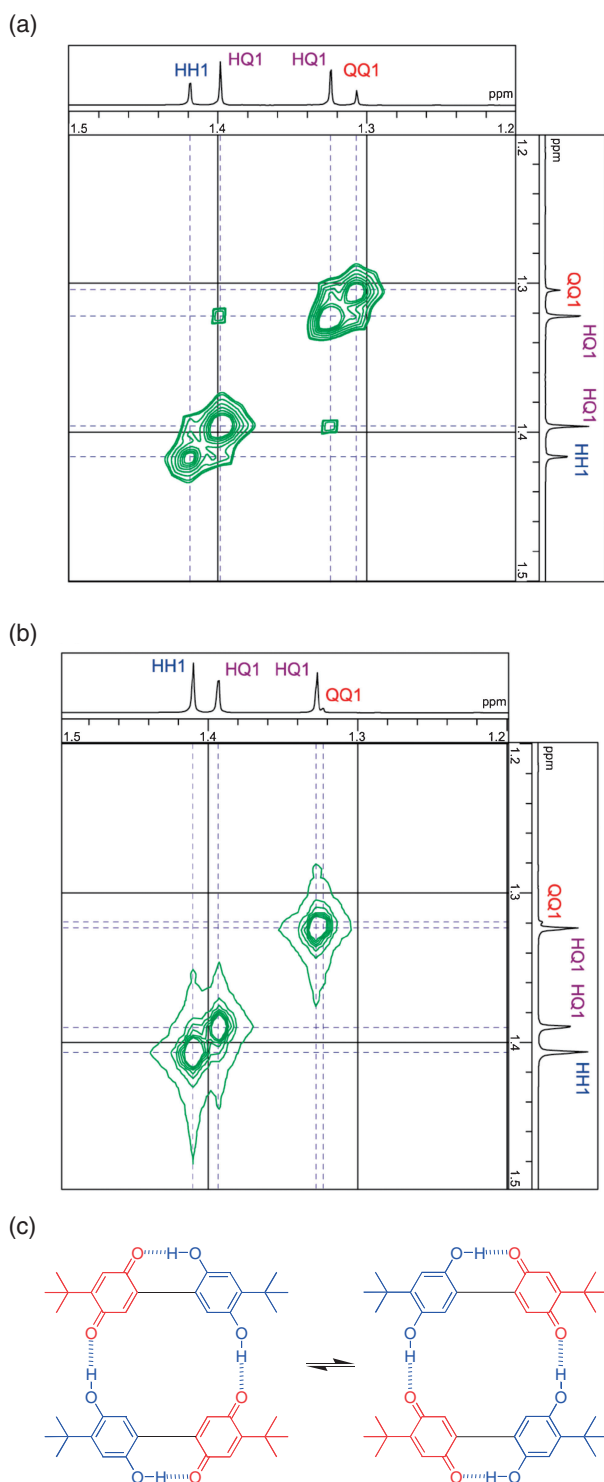 (a)
HH1 HQ1 HQ1 QQ1
ppm
1.5 1.4 1.3 1.2
1.2
ppm
1.3
1.4
1.5
QQ1
HQ1
HQ1
HH1
(b)
HH1 HQ1 HQ1 QQ1
ppm
1.5 1.4 1.3 1.2
1.2
ppm
1.3
1.4
1.5
QQ1
HQ1 HQ1
HH1
(c)
O H O O H O
O O H O O
H H H
O O O O H
O H O O H O